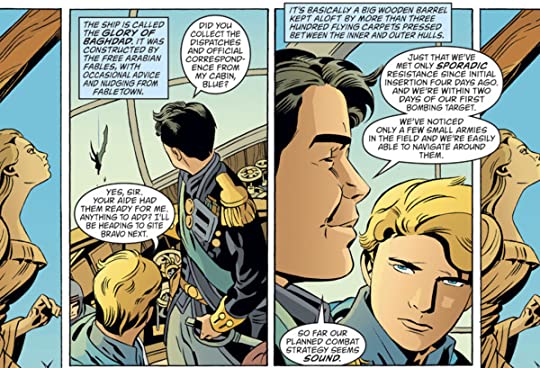 THE SHIP IS CALLED
THE GLORY OF
BAGHDAD. IT WAS
CONSTRUCTED BY
THE FREE ARABIAN
FABLES, WITH
OCCASIONAL ADVICE
AND NUDGING FROM
FABLETOWN.
DID YOU
COLLECT THE
DISPATCHES
AND OFFICIAL
CORRESPOND-
ENCE FROM
MY CABIN,
BLUE?
YES, SIR.
YOUR AIDE HAD
THEM READY FOR ME.
ANYTHING TO ADD? I'LL
BE HEADING TO SITE
BRAVO NEXT.
IT'S BASICALLY A BIG WOODEN BARREL
KEPT ALOFT BY MORE THAN THREE
HUNDRED FLYING CARPETS PRESSED
BETWEEN THE INNER AND OUTER HULLS.
JUST THAT WE'VE
MET ONLY SPORADIC
RESISTANCE SINCE INITIAL
INSERTION FOUR DAYS AGO,
AND WE'RE WITHIN TWO
DAYS OF OUR FIRST
BOMBING TARGET.
WE'VE NOTICED
ONLY A FEW SMALL ARMIES
IN THE FIELD AND WE'RE EASILY
ABLE TO NAVIGATE AROUND
THEM.
SO FAR OUR
PLANNED COMBAT
STRATEGY SEEMS
SOUND.